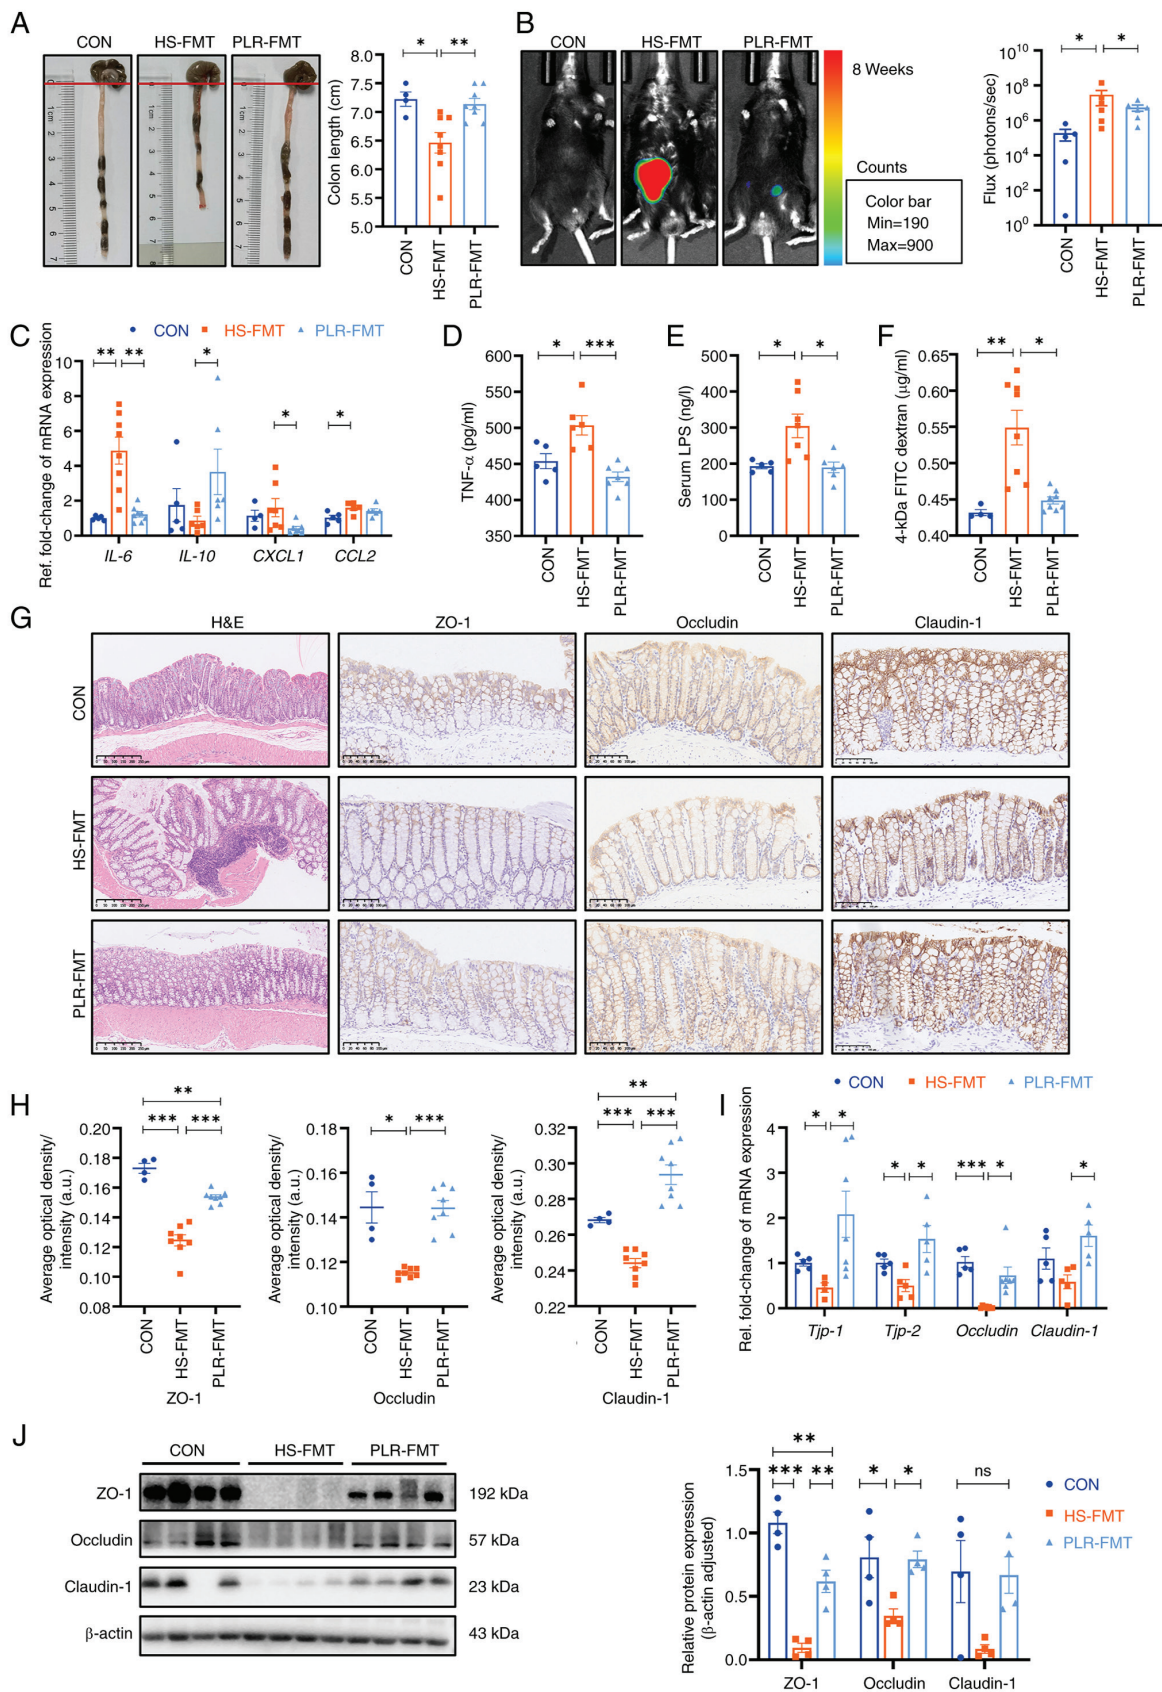 A
CON HS-FMT PLR-FMT
Colon length (cm)
8.0
7.5
7.0
6.5
6.0
5.5
5.0
* **
CON
HS-FMT
PLR-FMT
B
CON HS-FMT PLR-FMT
8 Weeks
Counts
Color bar
Min=190
Max=900
Flux (photons/sec)
10^10
10^8
10^6
10^4
10^2
10^0
* *
CON
HS-FMT
PLR-FMT
C
CON HS-FMT PLR-FMT
Ref. fold-change of mRNA expression
10
8
6
4
2
0
** ** * * *
IL-6 IL-10 CXCL1 CCL2
D
TNF-α (pg/ml)
600
550
500
450
400
350
* ***
CON
HS-FMT
PLR-FMT
E
Serum LPS (ng/l)
500
400
300
200
100
0
* *
CON
HS-FMT
PLR-FMT
F
4-kDa FITC dextran (μg/ml)
0.65
0.60
0.55
0.50
0.45
0.40
** *
CON
HS-FMT
PLR-FMT
G
H&E ZO-1 Occludin Claudin-1
CON
HS-FMT
PLR-FMT
H
Average optical density/
intensity (a.u.)
0.20
0.18
0.16
0.14
0.12
0.10
0.08
**
*** ***
CON
HS-FMT
PLR-FMT
ZO-1
Average optical density/
intensity (a.u.)
0.18
0.16
0.14
0.12
0.10
* ***
CON
HS-FMT
PLR-FMT
Occludin
Average optical density/
intensity (a.u.)
0.32
0.30
0.28
0.26
0.24
0.22
**
*** ***
CON
HS-FMT
PLR-FMT
Claudin-1
I
CON HS-FMT PLR-FMT
Rel. fold-change of mRNA expression
4
3
2
1
0
* * * * *** * *
Tjp-1 Tjp-2 Occludin Claudin-1
J
CON HS-FMT PLR-FMT
ZO-1 192 kDa
Occludin 57 kDa
Claudin-1 23 kDa
β-actin 43 kDa
Relative protein expression
(β-actin adjusted)
1.5
1.0
0.5
0.0
**
*** ** * * ns
ZO-1 Occludin Claudin-1
CON
HS-FMT
PLR-FMT